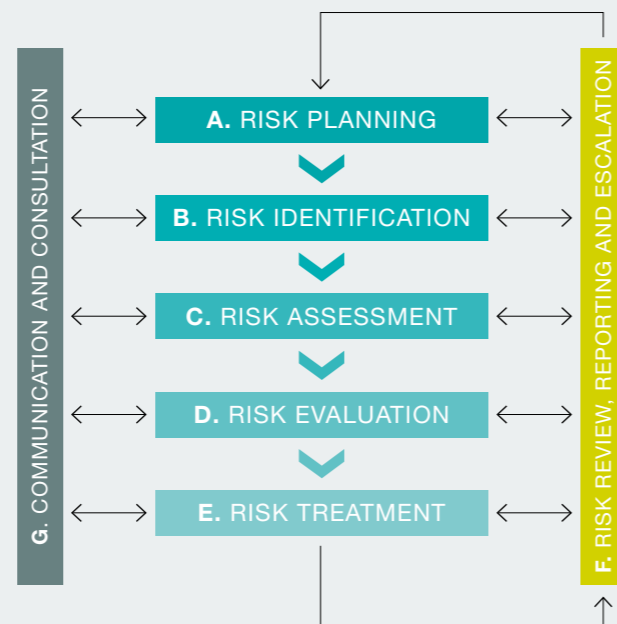 A. RISK PLANNING
B. RISK IDENTIFICATION
C. RISK ASSESSMENT
D. RISK EVALUATION
E. RISK TREATMENT
F. RISK REVIEW, REPORTING AND ESCALATION
G. COMMUNICATION AND CONSULTATION